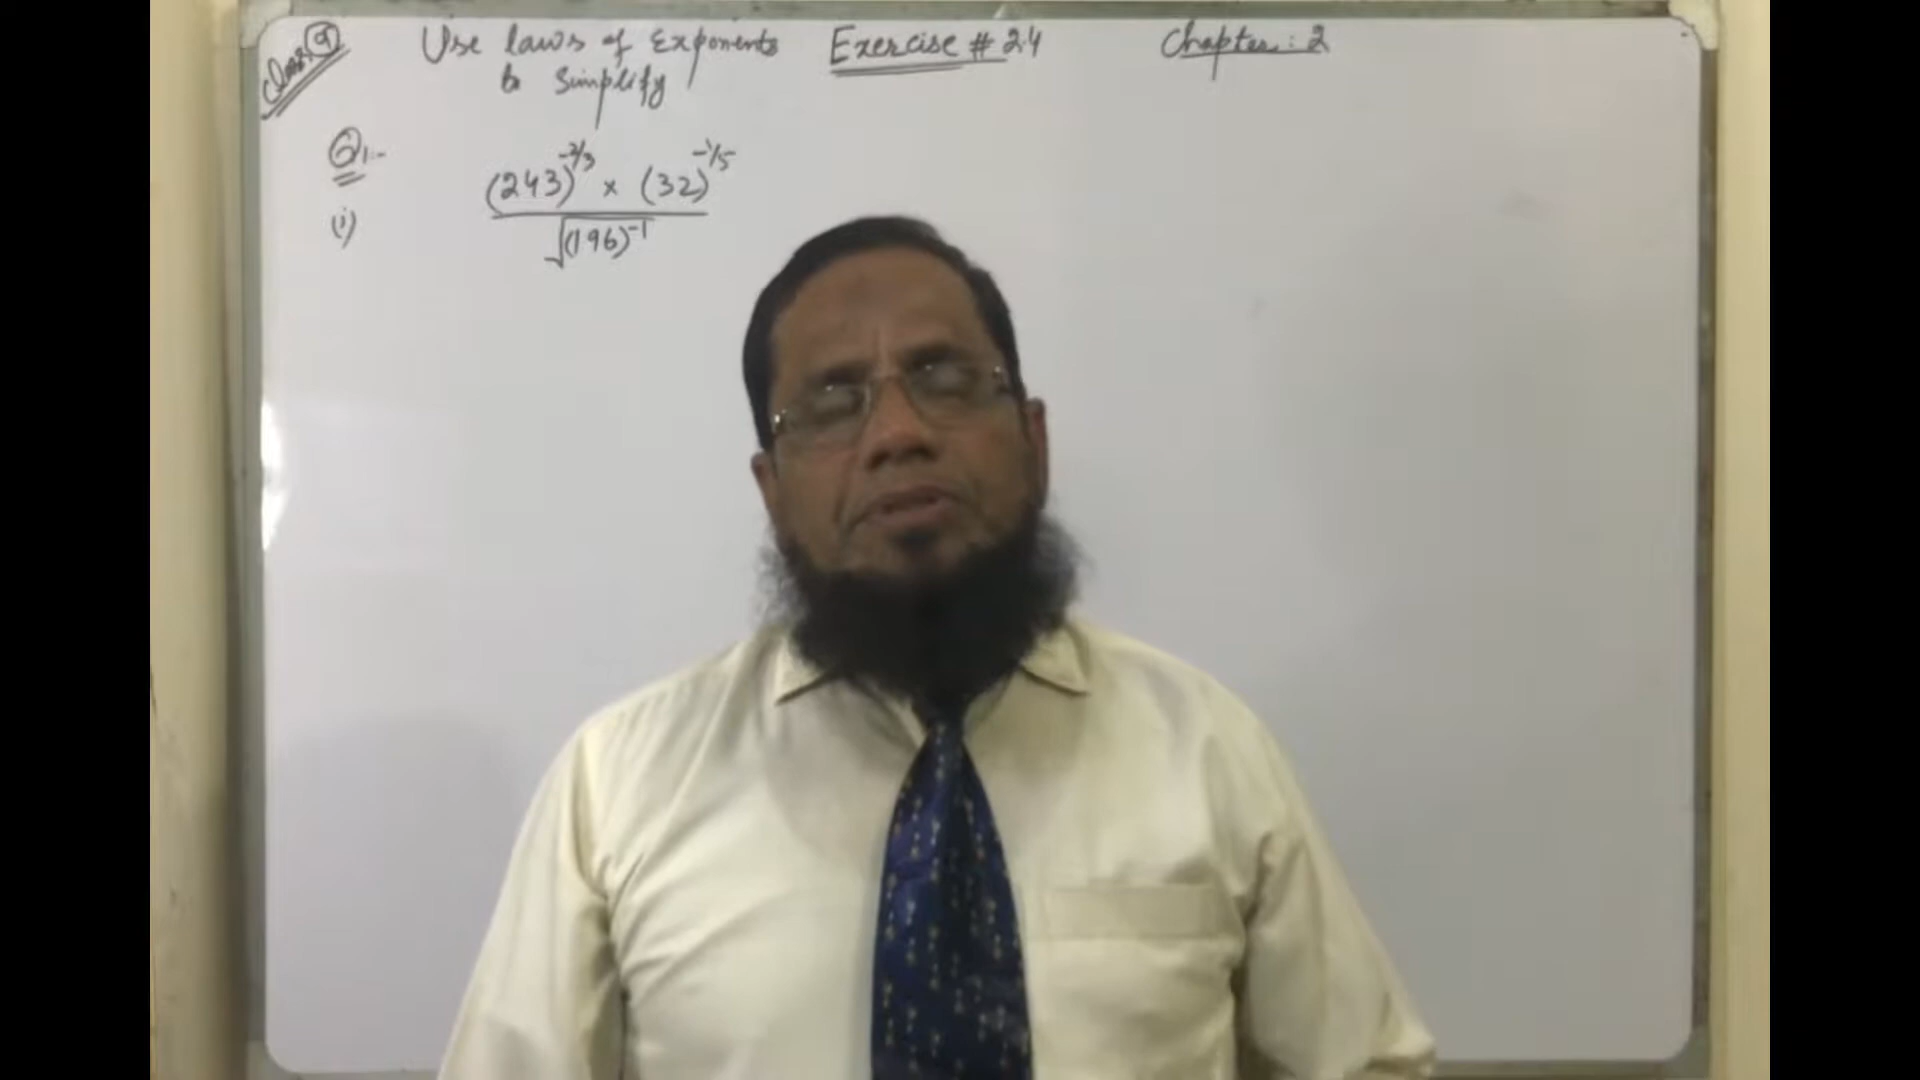 Class: 9
Use laws of Exponents Exercise # 2.4 Chapter: 2
to Simplify
Q1:-
(i) (243)^{-2/3} × (32)^{-1/5}
√(196)^{-1}